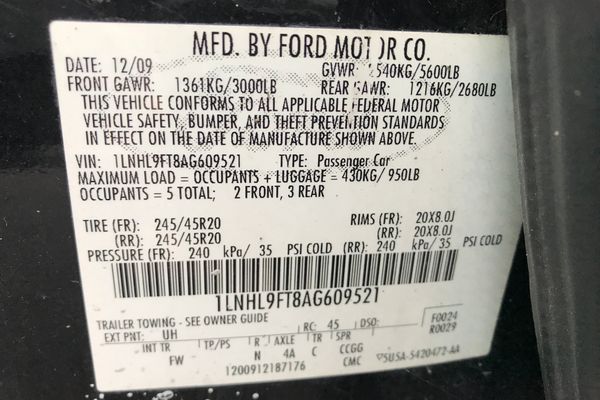 MFD. BY FORD MOTOR CO.
DATE: 12/09 GVWR: 2540KG/5600LB
FRONT GAWR: 1361KG/3000LB REAR GAWR: 1216KG/2680LB
THIS VEHICLE CONFORMS TO ALL APPLICABLE FEDERAL MOTOR
VEHICLE SAFETY, BUMPER, AND THEFT PREVENTION STANDARDS
IN EFFECT ON THE DATE OF MANUFACTURE SHOWN ABOVE.
VIN: 1LNHL9FT8AG609521 TYPE: Passenger Car
MAXIMUM LOAD = OCCUPANTS + LUGGAGE = 430KG/ 950LB
OCCUPANTS = 5 TOTAL; 2 FRONT, 3 REAR
TIRE (FR): 245/45R20 RIMS (FR): 20X8.0J
(RR): 245/45R20 (RR): 20X8.0J
PRESSURE (FR): 240 kPa/ 35 PSI COLD (RR): 240 kPa/ 35 PSI COLD
1LNHL9FT8AG609521
TRAILER TOWING - SEE OWNER GUIDE F0024
EXT PNT: UH RC: 45 DSO: R0029
INT TR TP/PS R AXLE TR SPR
FW N 4A C CCGG
1200912187176 CMC 5U5A-5420472-AA